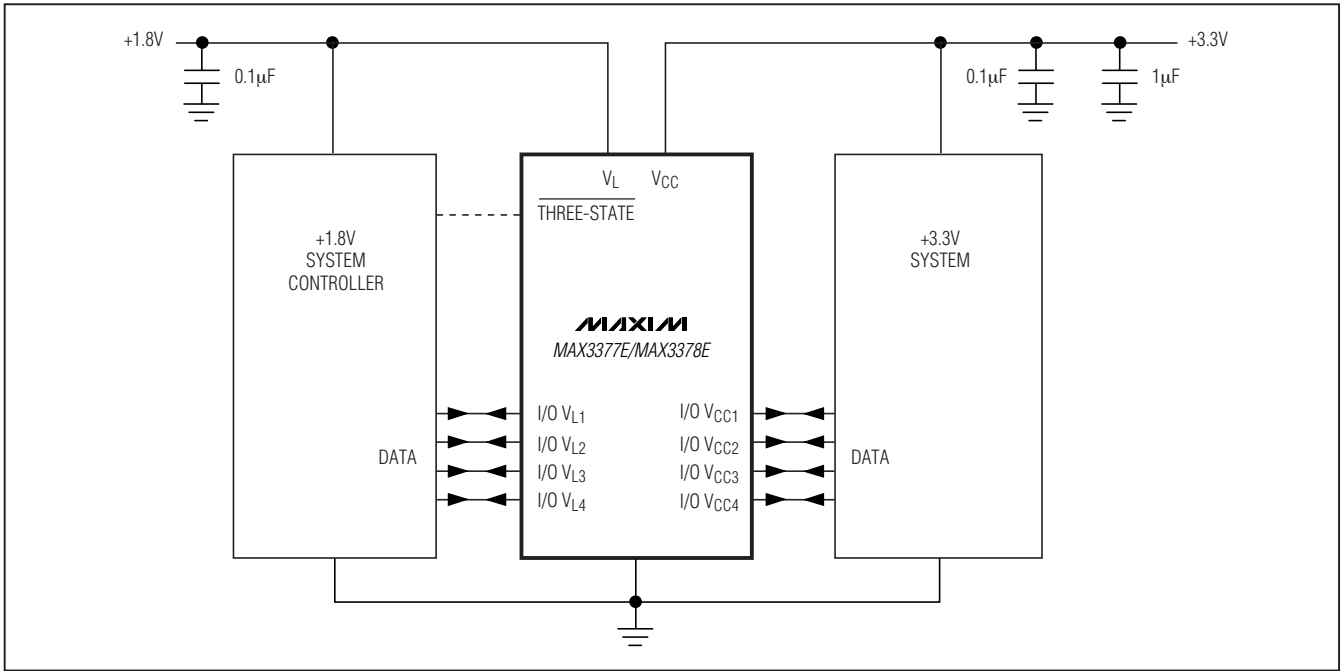 +1.8V
+3.3V
0.1μF
0.1μF
1μF
VL
VCC
THREE-STATE
+1.8V
SYSTEM
CONTROLLER
+3.3V
SYSTEM
MAXIM
MAX3377E/MAX3378E
I/O VL1
I/O VCC1
I/O VL2
I/O VCC2
DATA
DATA
I/O VL3
I/O VCC3
I/O VL4
I/O VCC4